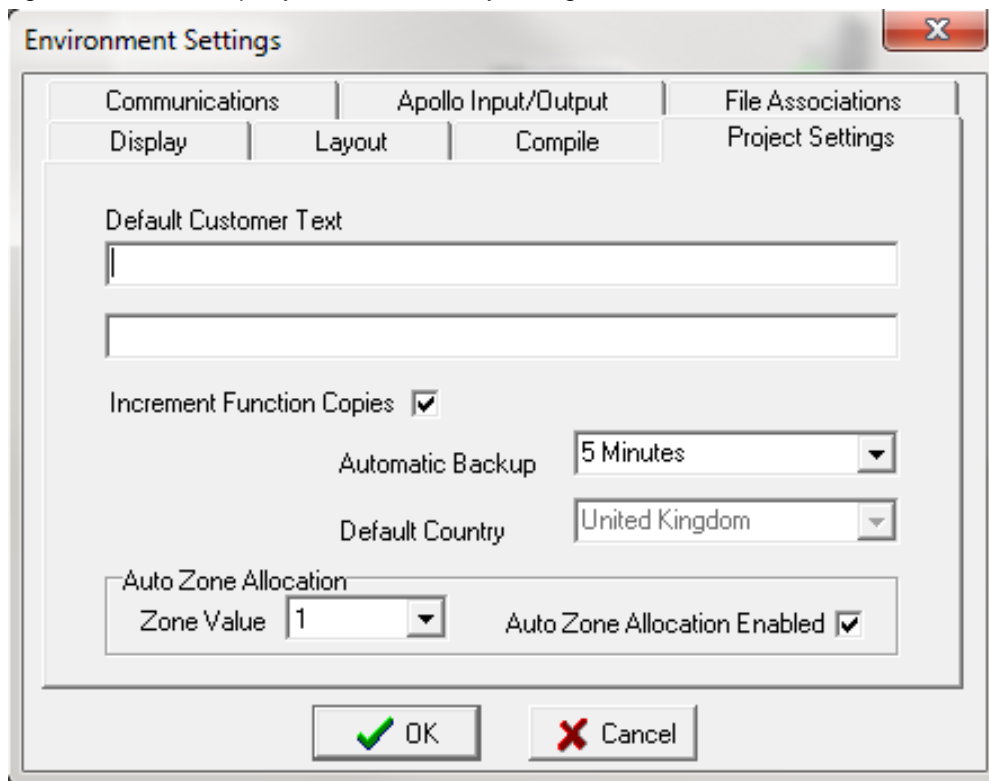 Environment Settings
Communications
Apollo Input/Output
File Associations
Display
Layout
Compile
Project Settings
Default Customer Text
Increment Function Copies
Automatic Backup
5 Minutes
Default Country
United Kingdom
Auto Zone Allocation
Zone Value
1
Auto Zone Allocation Enabled
OK
Cancel